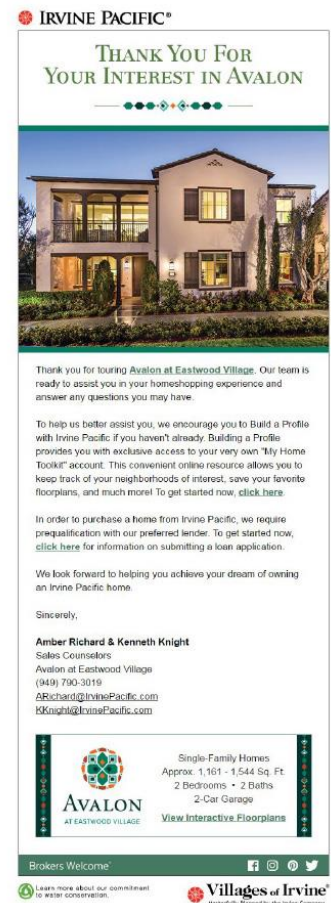 IRVINE PACIFIC®
THANK YOU FOR
YOUR INTEREST IN AVALON
Thank you for touring Avalon at Eastwood Village. Our team is
ready to assist you in your homeshopping experience and
answer any questions you may have.
To help us better assist you, we encourage you to Build a Profile
with Irvine Pacific if you haven't already. Building a Profile
provides you with exclusive access to your very own "My Home
Toolkit" account. This convenient online resource allows you to
keep track of your neighborhoods of interest, save your favorite
floorplans, and much more! To get started now, click here.
In order to purchase a home from Irvine Pacific, we require
prequalification with our preferred lender. To get started now,
click here for information on submitting a loan application.
We look forward to helping you achieve your dream of owning
an Irvine Pacific home.
Sincerely,
Amber Richard & Kenneth Knight
Sales Counselors
Avalon at Eastwood Village
(949) 790-3019
ARichard@IrvinePacific.com
KKnight@IrvinePacific.com
AVALON
AT EASTWOOD VILLAGE
Single-Family Homes
Approx. 1,161 - 1,544 Sq. Ft.
2 Bedrooms • 2 Baths
2-Car Garage
View Interactive Floorplans
Brokers Welcome*
Learn more about our commitment
to water conservation.
Villages of Irvine®
Masterfully Planned by the Irvine Company